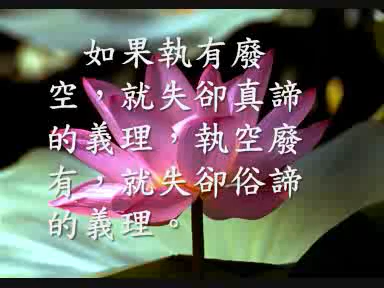 如果執有廢
空，就失卻真諦
的義理，執空廢
有，就失卻俗諦
的義理。